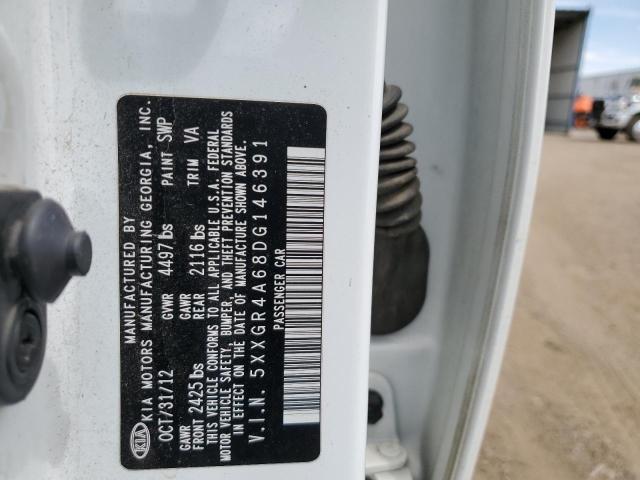 MANUFACTURED BY
KIA KIA MOTORS MANUFACTURING GEORGIA, INC.
OCT/31/12 GVWR 4497 lbs PAINT SWP
GAWR GAWR
FRONT 2425 lbs REAR 2116 lbs TRIM VA
THIS VEHICLE CONFORMS TO ALL APPLICABLE U.S.A. FEDERAL
MOTOR VEHICLE SAFETY, BUMPER, AND THEFT PREVENTION STANDARDS
IN EFFECT ON THE DATE OF MANUFACTURE SHOWN ABOVE.
V.I.N. 5XXGR4A68DG146391
PASSENGER CAR